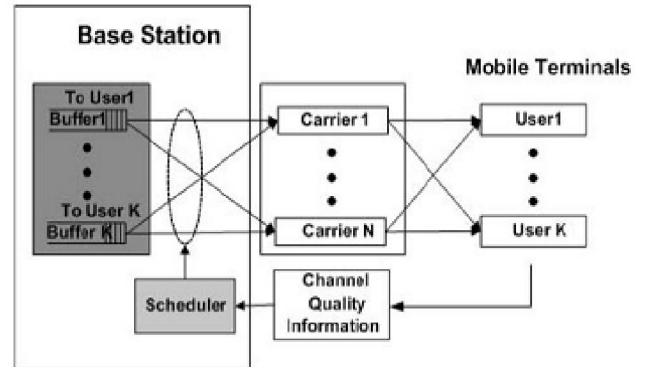 Base Station
Mobile Terminals
To User1
Buffer1
Carrier 1
User1
To User K
Buffer K
Carrier N
User K
Scheduler
Channel
Quality
Information